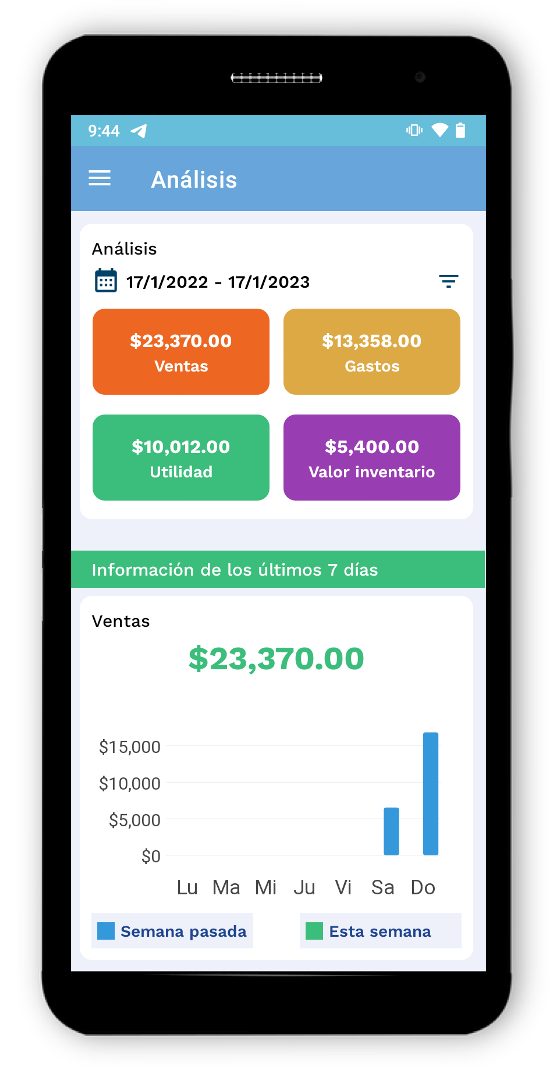 9:44
Análisis
Análisis
17/1/2022 - 17/1/2023
$23,370.00
Ventas
$13,358.00
Gastos
$10,012.00
Utilidad
$5,400.00
Valor inventario
Información de los últimos 7 días
Ventas
$23,370.00
$15,000
$10,000
$5,000
$0
Lu Ma Mi Ju Vi Sa Do
Semana pasada
Esta semana